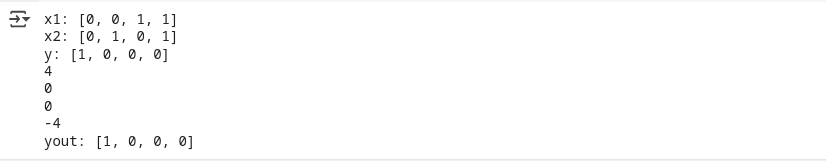 x1: [0, 0, 1, 1]
x2: [0, 1, 0, 1]
y: [1, 0, 0, 0]
4
0
0
-4
yout: [1, 0, 0, 0]